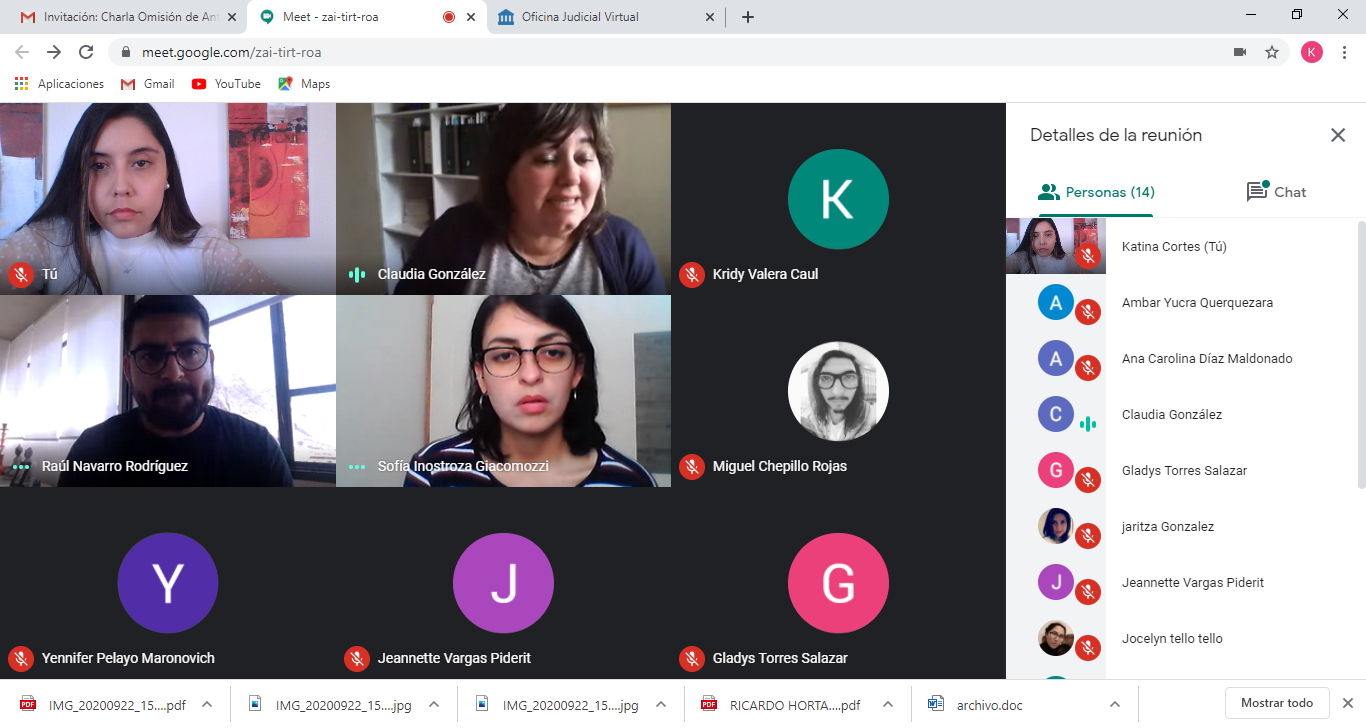 Invitación: Charla Omisión de Ant
Meet - zai-tirt-roa
Oficina Judicial Virtual
meet.google.com/zai-tirt-roa
K
Aplicaciones
Gmail
YouTube
Maps
Detalles de la reunión
Personas (14)
Chat
Tú
Claudia González
K
Kridy Valera Caul
Raúl Navarro Rodríguez
Sofía Inostroza Giacomozzi
Miguel Chepillo Rojas
Y
Yennifer Pelayo Maronovich
J
Jeannette Vargas Piderit
G
Gladys Torres Salazar
Katina Cortes (Tú)
A
Ambar Yucra Querquezara
A
Ana Carolina Díaz Maldonado
C
Claudia González
G
Gladys Torres Salazar
jaritza Gonzalez
J
Jeannette Vargas Piderit
Jocelyn tello tello
PDF
IMG_20200922_15....pdf
IMG_20200922_15....jpg
IMG_20200922_15....jpg
PDF
RICARDO HORTA....pdf
archivo.doc
Mostrar todo